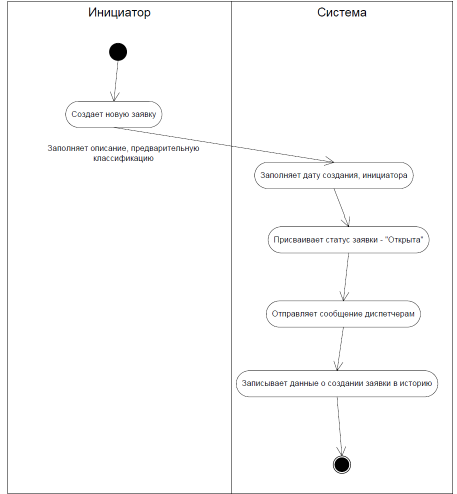 Инициатор
Система
Создает новую заявку
Заполняет описание, предварительную
классификацию
Заполняет дату создания, инициатора
Присваивает статус заявки - "Открыта"
Отправляет сообщение диспетчерам
Записывает данные о создании заявки в историю